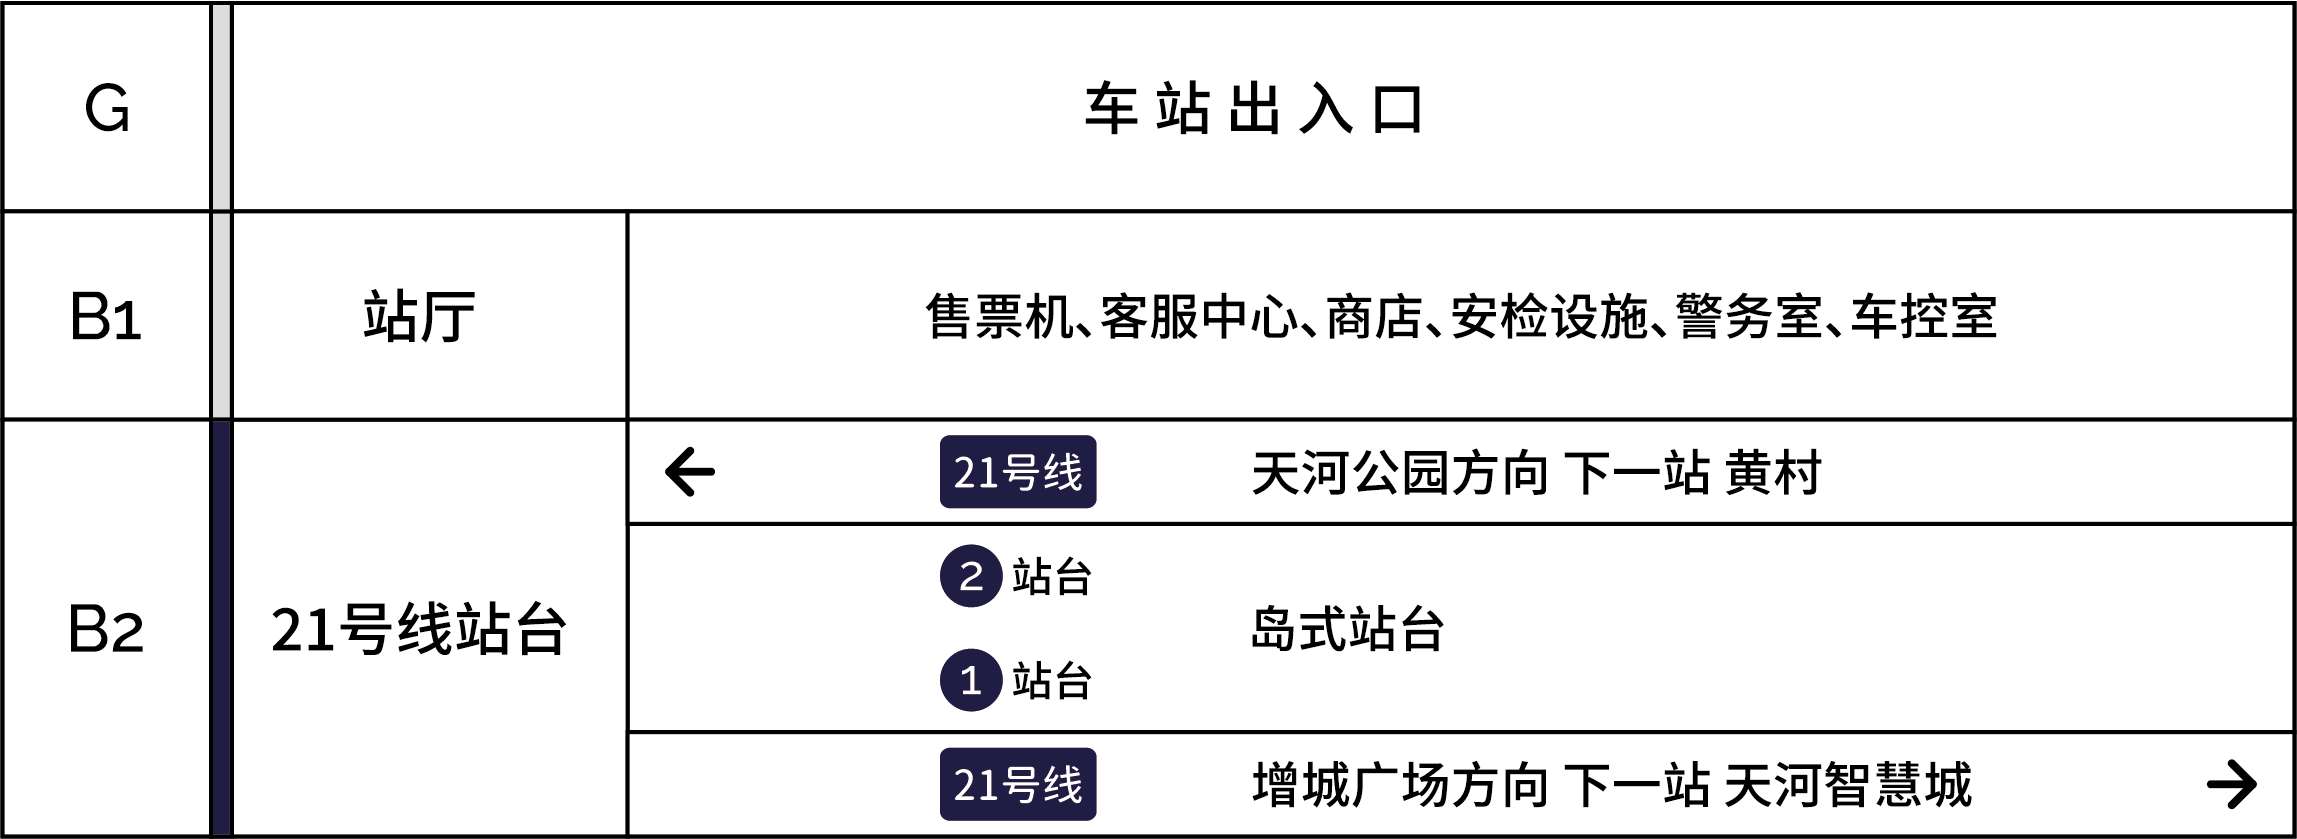 G
车站出入口
B1
站厅
售票机、客服中心、商店、安检设施、警务室、车控室
B2
21号线站台
← 21号线 天河公园方向 下一站 黄村
2 站台
岛式站台
1 站台
21号线 增城广场方向 下一站 天河智慧城 →